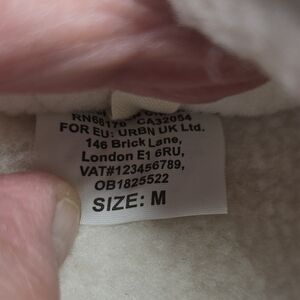 RN66170 CA32054
FOR EU: URBN UK Ltd.
146 Brick Lane,
London E1 6RU,
VAT#123456789,
OB1825522
SIZE: M